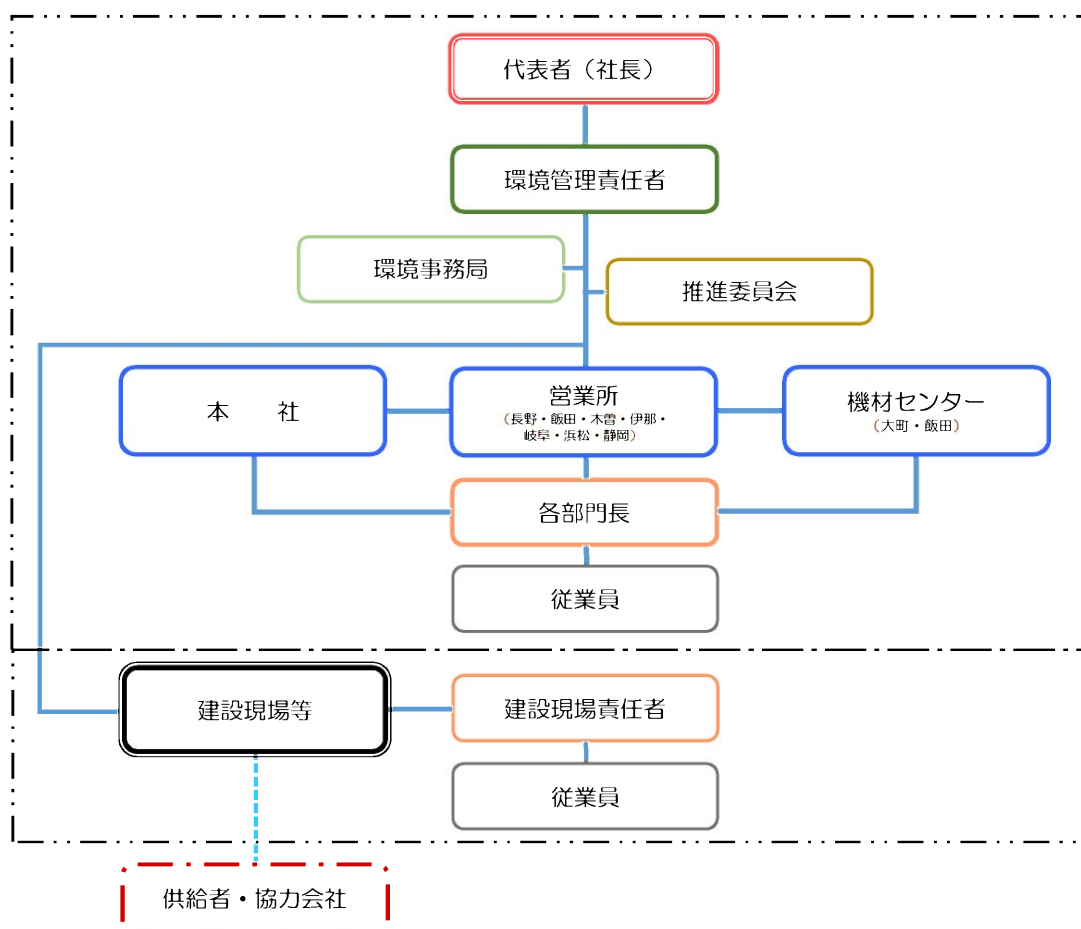 代表者（社長）
環境管理責任者
環境事務局
推進委員会
本　　社
営業所
（長野・飯田・木曽・伊那・
岐阜・浜松・静岡）
機材センター
（大町・飯田）
各部門長
従業員
建設現場等
建設現場責任者
従業員
供給者・協力会社